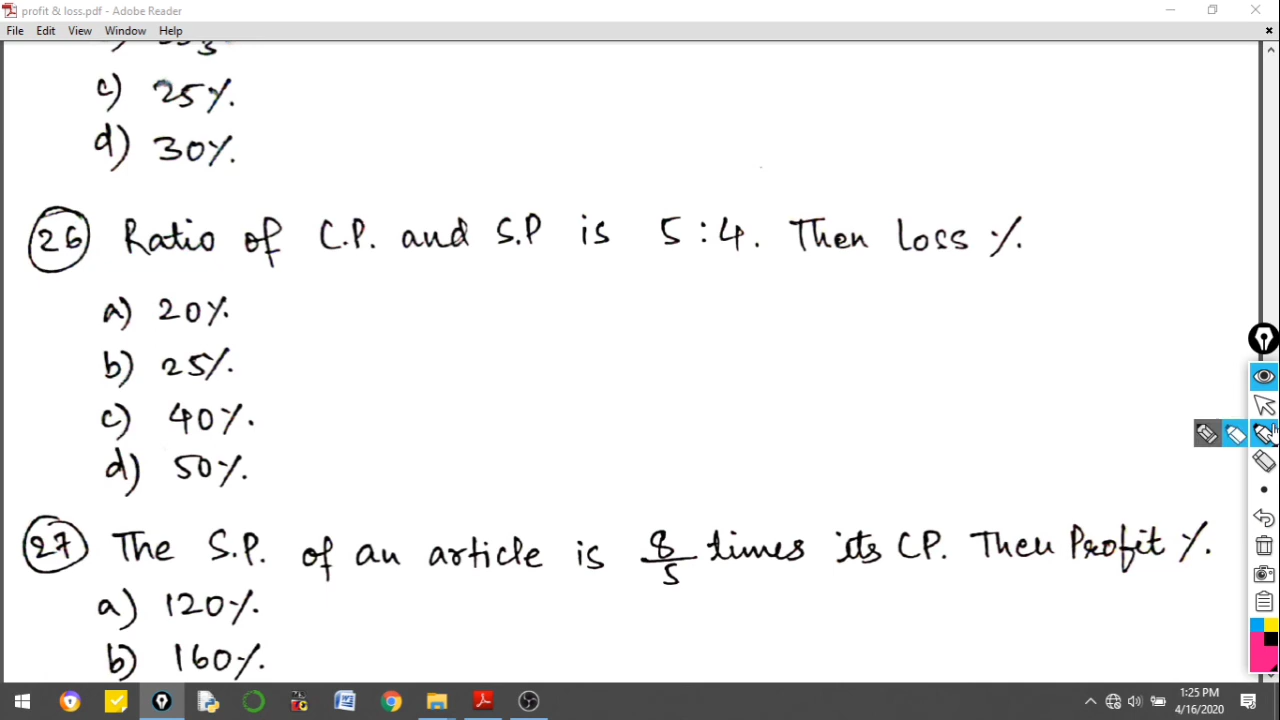 profit & loss.pdf - Adobe Reader
File Edit View Window Help
c) 25%.
d) 30%.
26 Ratio of C.P. and S.P is 5:4. Then Loss %.
a) 20%.
b) 25%.
c) 40%.
d) 50%.
27 The S.P. of an article is 8/5 times its CP. Then Profit %.
a) 120%.
b) 160%.
1:25 PM
4/16/2020